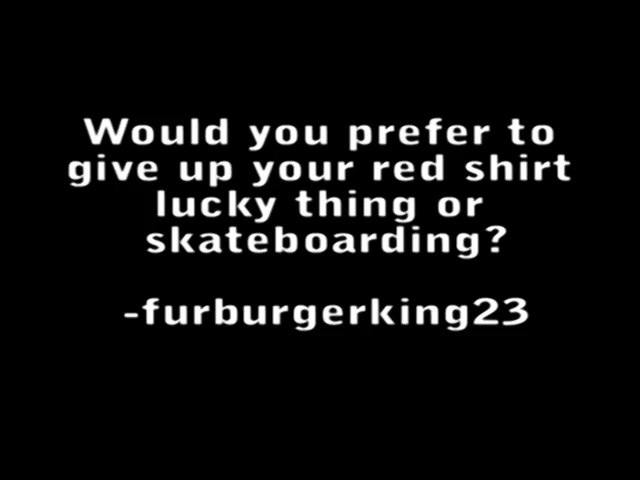 Would you prefer to
give up your red shirt
lucky thing or
skateboarding?
-furburgerking23